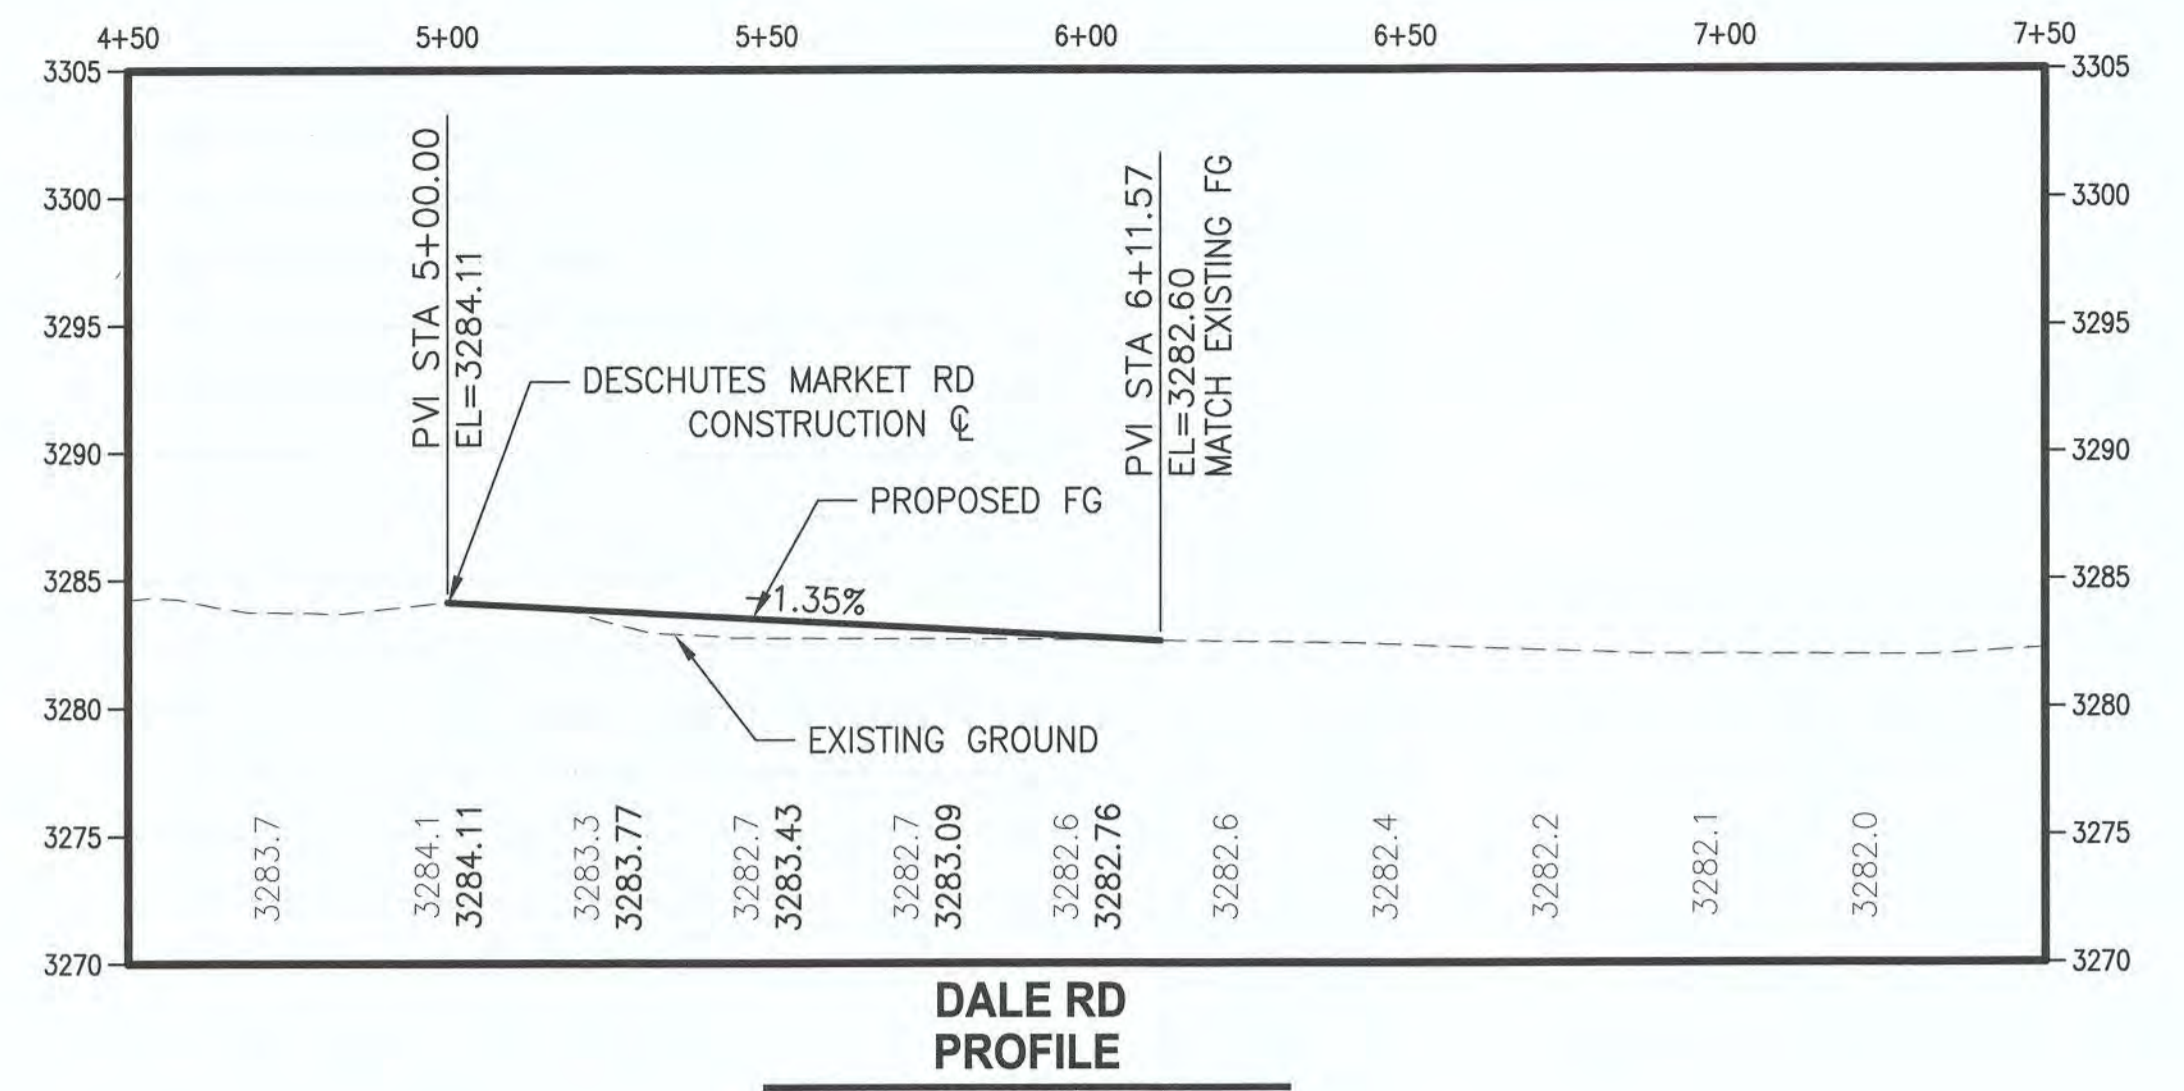 4+50 5+00 5+50 6+00 6+50 7+00 7+50
3305 3305
3300 3300
3295 3295
3290 3290
3285 3285
3280 3280
3275 3275
3270 3270
PVI STA 5+00.00
EL=3284.11
PVI STA 6+11.57
EL=3282.60
MATCH EXISTING FG
DESCHUTES MARKET RD
CONSTRUCTION ℄
PROPOSED FG
-1.35%
EXISTING GROUND
3283.7
3284.1
3284.11
3283.3
3283.77
3282.7
3283.43
3282.7
3283.09
3282.6
3282.76
3282.6
3282.4
3282.2
3282.1
3282.0
DALE RD
PROFILE